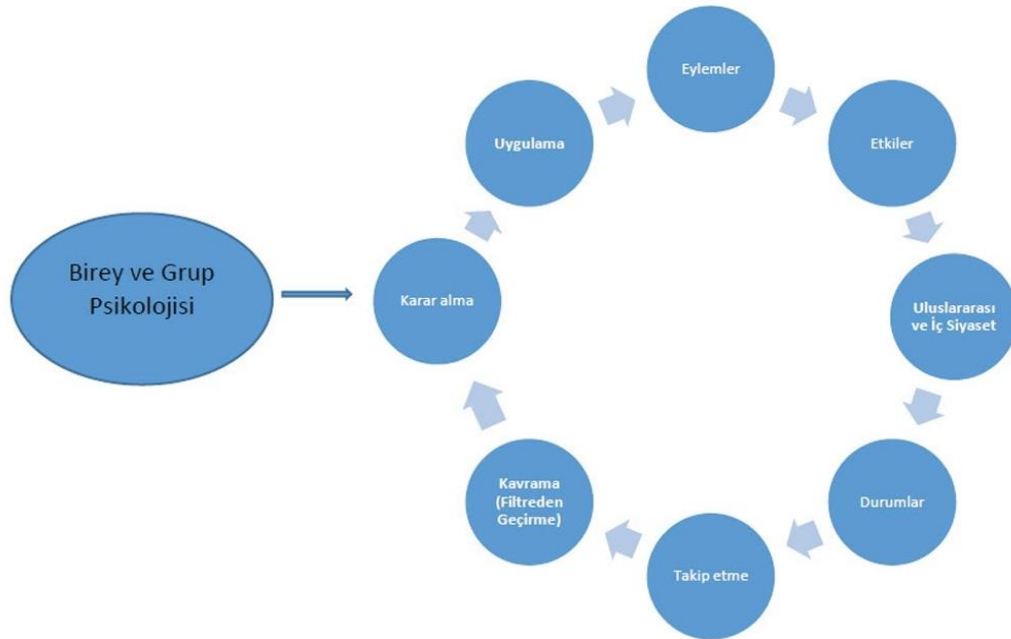 Birey ve Grup
Psikolojisi
Karar alma
Uygulama
Eylemler
Etkiler
Uluslararası
ve İç Siyaset
Durumlar
Takip etme
Kavrama
(Filtreden
Geçirme)